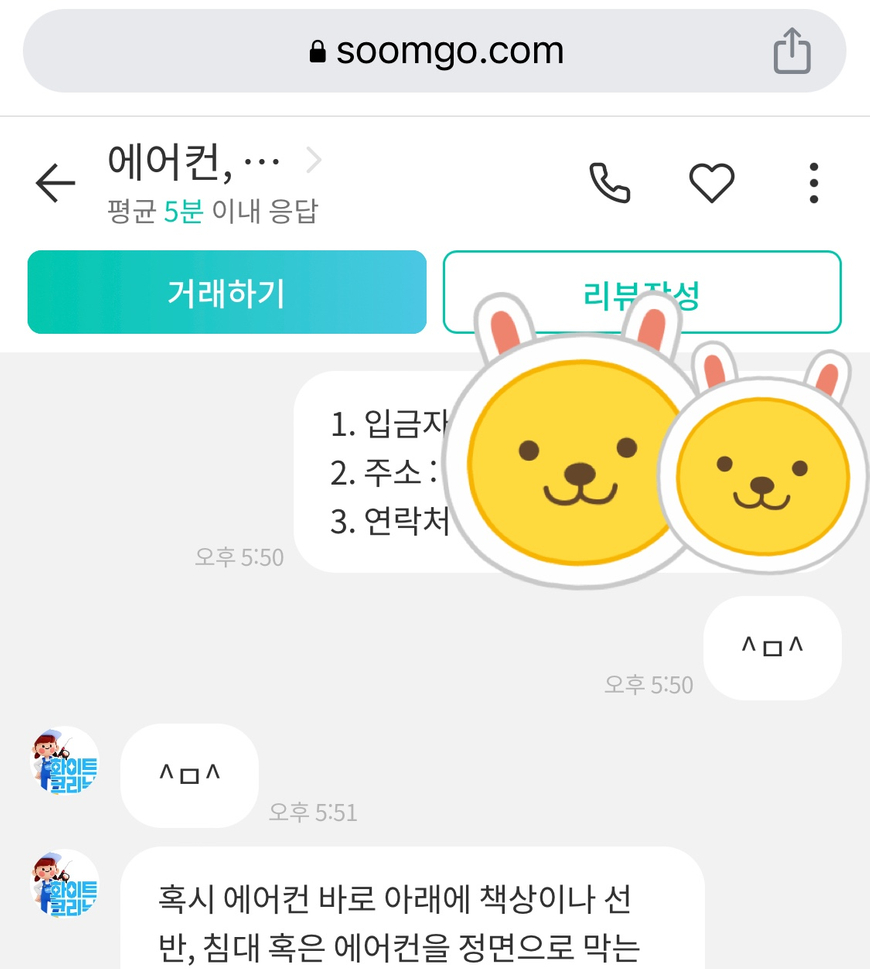 soomgo.com
에어컨, ...
평균 5분 이내 응답
거래하기
리뷰작성
1. 입금자
2. 주소 :
3. 연락처
오후 5:50
^ㅁ^
오후 5:50
화이트
클리닝
^ㅁ^
오후 5:51
화이트
클리닝
혹시 에어컨 바로 아래에 책상이나 선
반, 침대 혹은 에어컨을 정면으로 막는